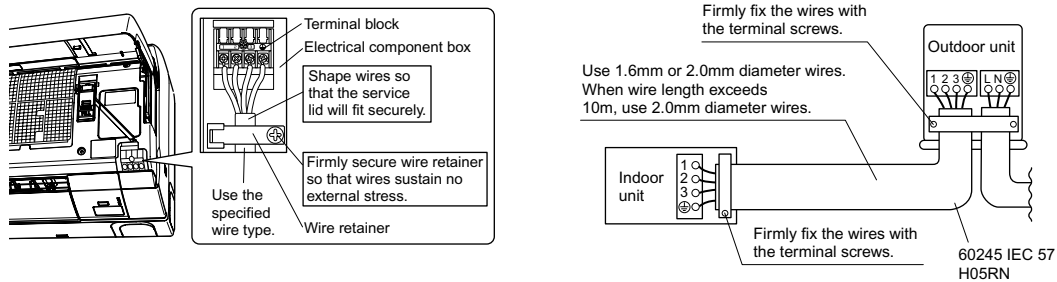 Terminal block
Electrical component box
Shape wires so
that the service
lid will fit securely.
Firmly secure wire retainer
so that wires sustain no
external stress.
Use the
specified
wire type.
Wire retainer
Firmly fix the wires with
the terminal screws.
Outdoor unit
1 2 3
L N
Use 1.6mm or 2.0mm diameter wires.
When wire length exceeds
10m, use 2.0mm diameter wires.
Indoor
unit
1
2
3
Firmly fix the wires with
the terminal screws.
60245 IEC 57
H05RN